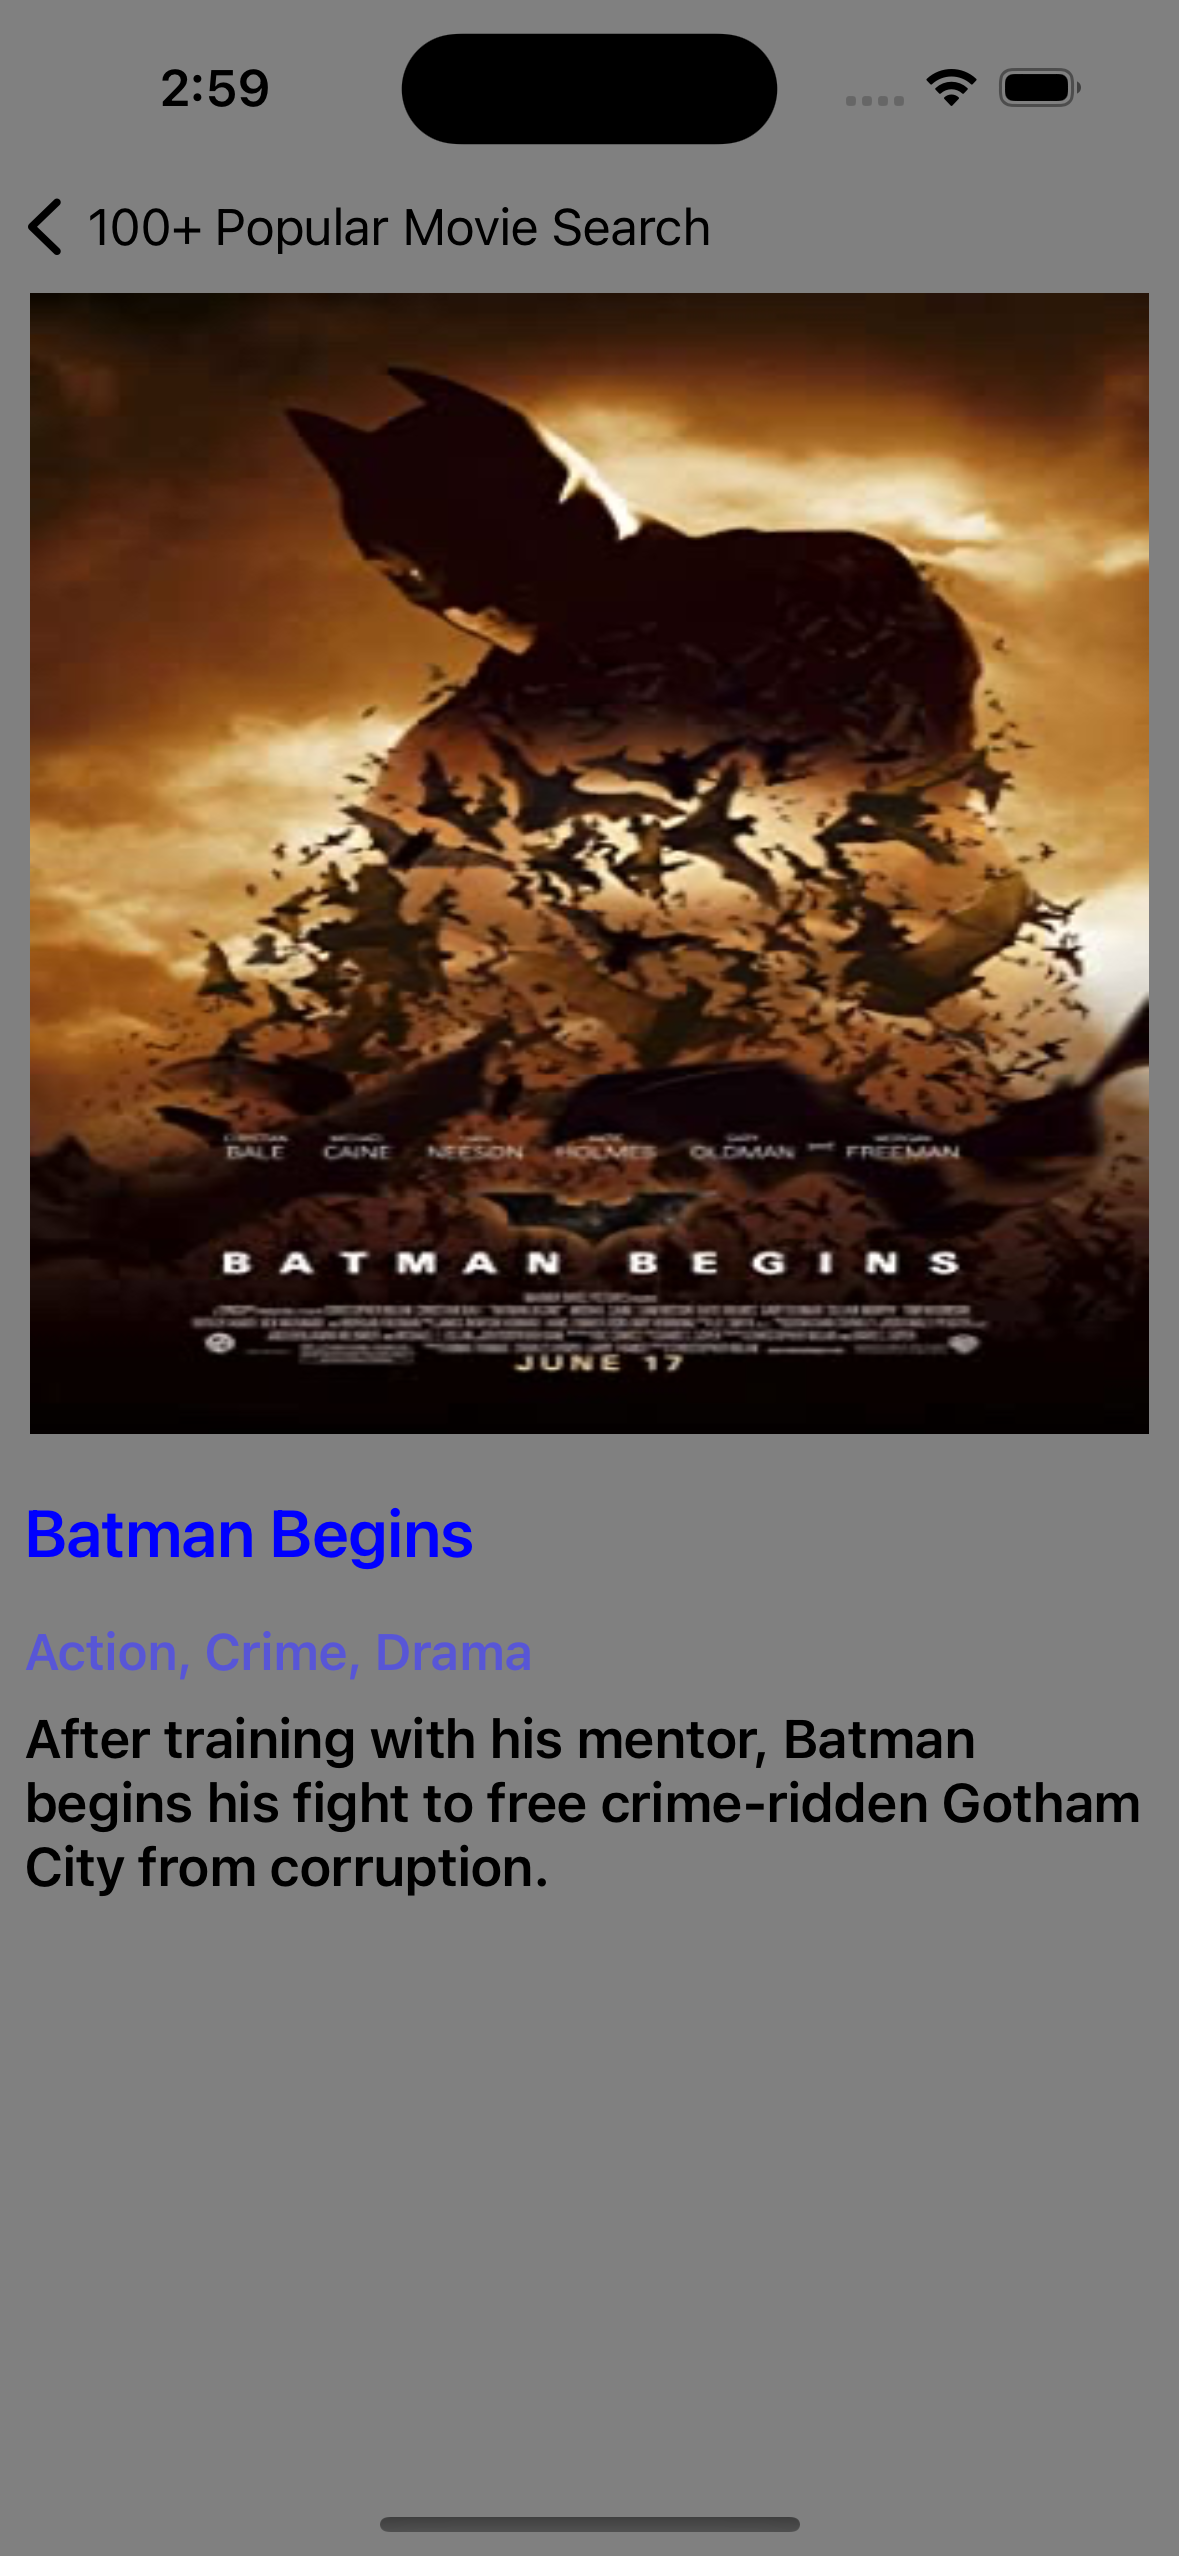 2:59
100+ Popular Movie Search
BALE CAINE NEESON HOLMES OLDMAN and FREEMAN
BATMAN BEGINS
JUNE 17
Batman Begins
Action, Crime, Drama
After training with his mentor, Batman
begins his fight to free crime-ridden Gotham
City from corruption.